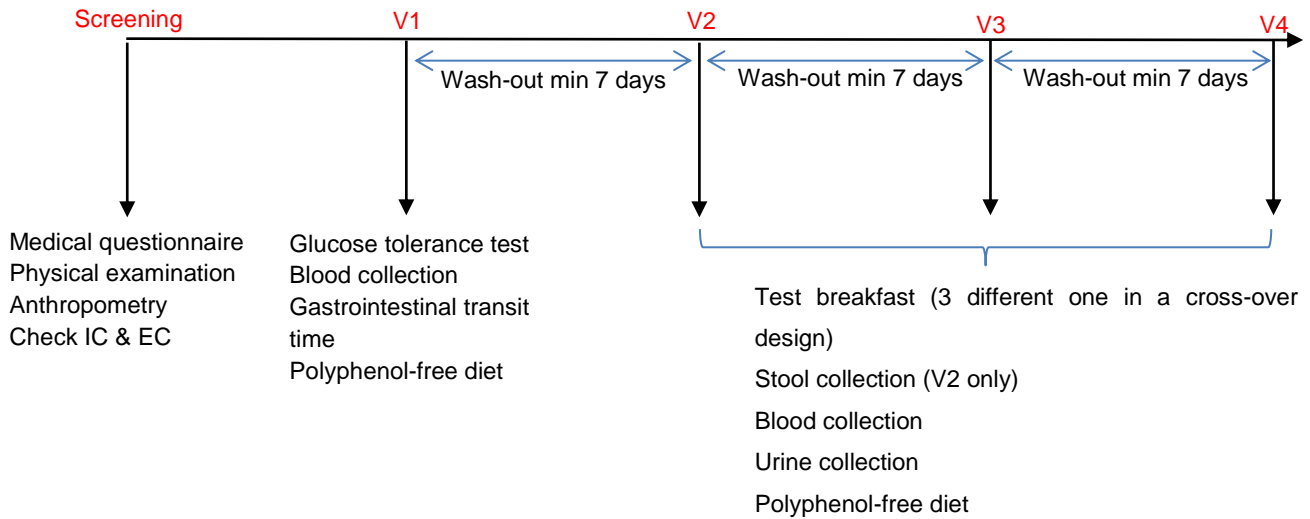 Screening
V1
V2
V3
V4
Wash-out min 7 days
Wash-out min 7 days
Wash-out min 7 days
Medical questionnaire
Physical examination
Anthropometry
Check IC & EC
Glucose tolerance test
Blood collection
Gastrointestinal transit
time
Polyphenol-free diet
Test breakfast (3 different one in a cross-over
design)
Stool collection (V2 only)
Blood collection
Urine collection
Polyphenol-free diet